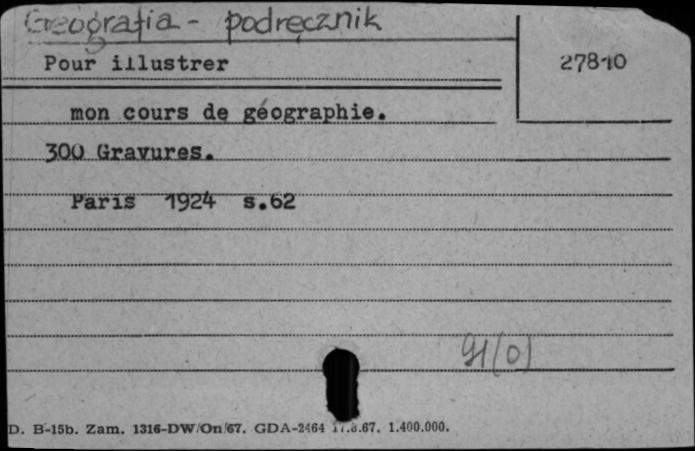 Geografia - podręcznik
Pour illustrer
27810
mon cours de géographie.
300 Gravures.
Paris 1924 s.62
91(0)
D. B-15b. Zam. 1316-DW/On/67. GDA-2464 17.8.67. 1.400.000.